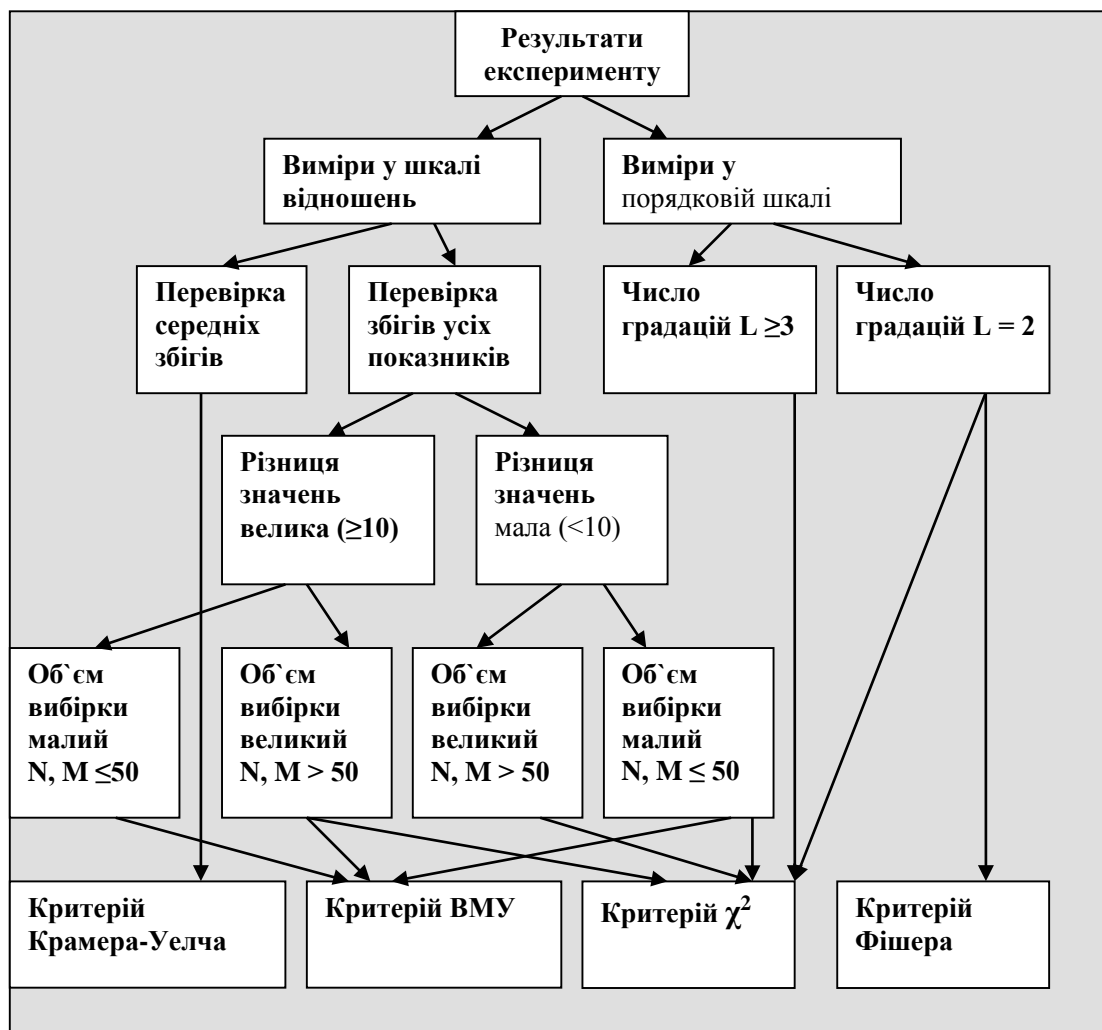 Результати
експерименту
Виміри у шкалі
відношень
Виміри у
порядковій шкалі
Перевірка
середніх
збігів
Перевірка
збігів усіх
показників
Число
градацій L ≥3
Число
градацій L = 2
Різниця
значень
велика (≥10)
Різниця
значень
мала (<10)
Об`єм
вибірки
малий
N, M ≤50
Об`єм
вибірки
великий
N, M > 50
Об`єм
вибірки
великий
N, M > 50
Об`єм
вибірки
малий
N, M ≤ 50
Критерій
Крамера-Уелча
Критерій ВМУ
Критерій χ²
Критерій
Фішера